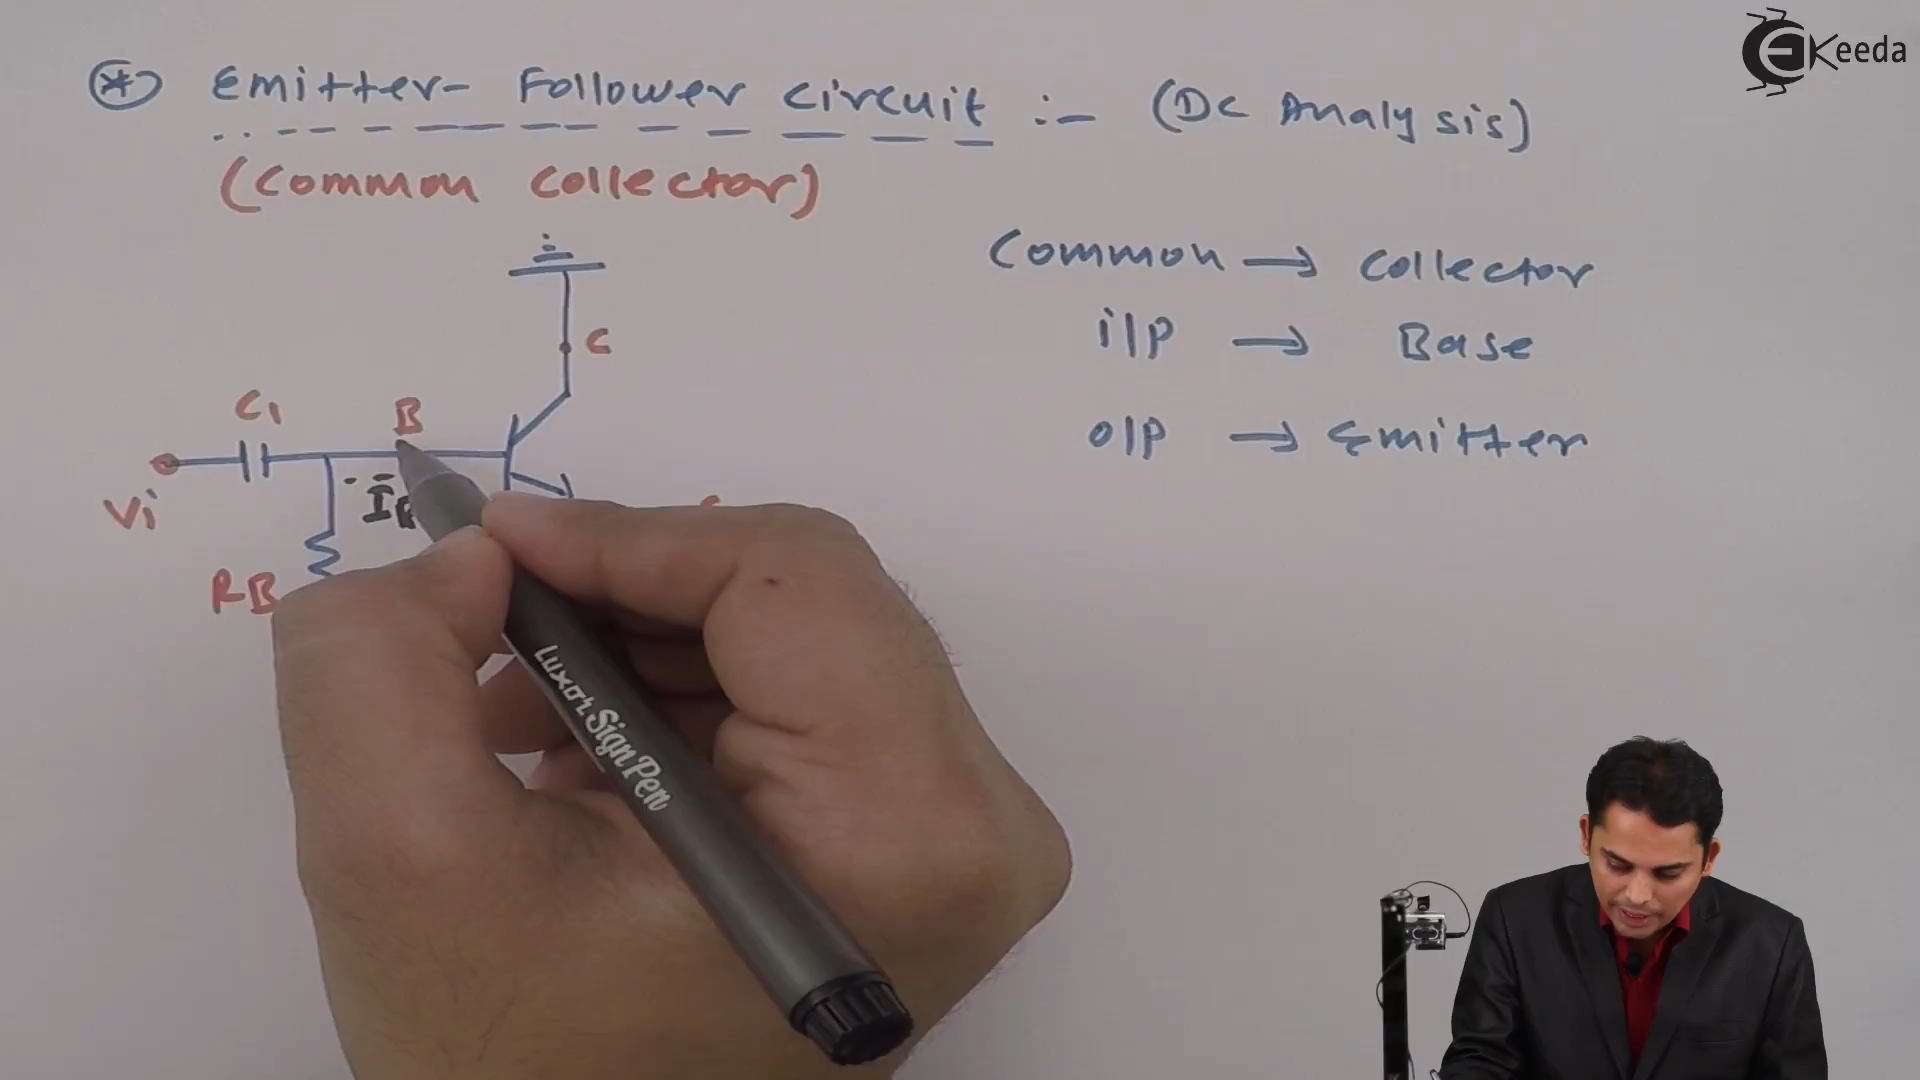 Keeda
Emitter-Follower circuit :- (DC Analysis)
(Common Collector)
Common → Collector
i/p → Base
o/p → Emitter
C
C1
B
Vi
RB
Luxor Sign Pen